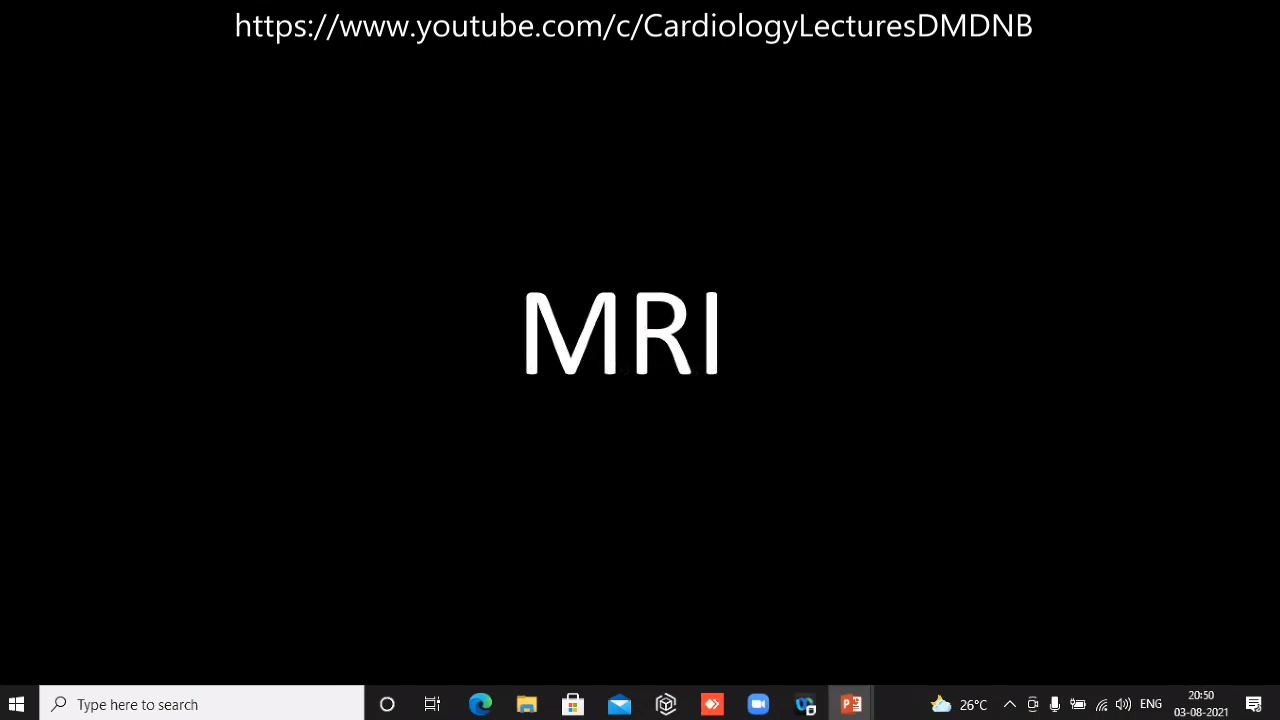 https://www.youtube.com/c/CardiologyLecturesDMDNB
MRI
Type here to search
26°C
ENG
20:50
03-08-2021